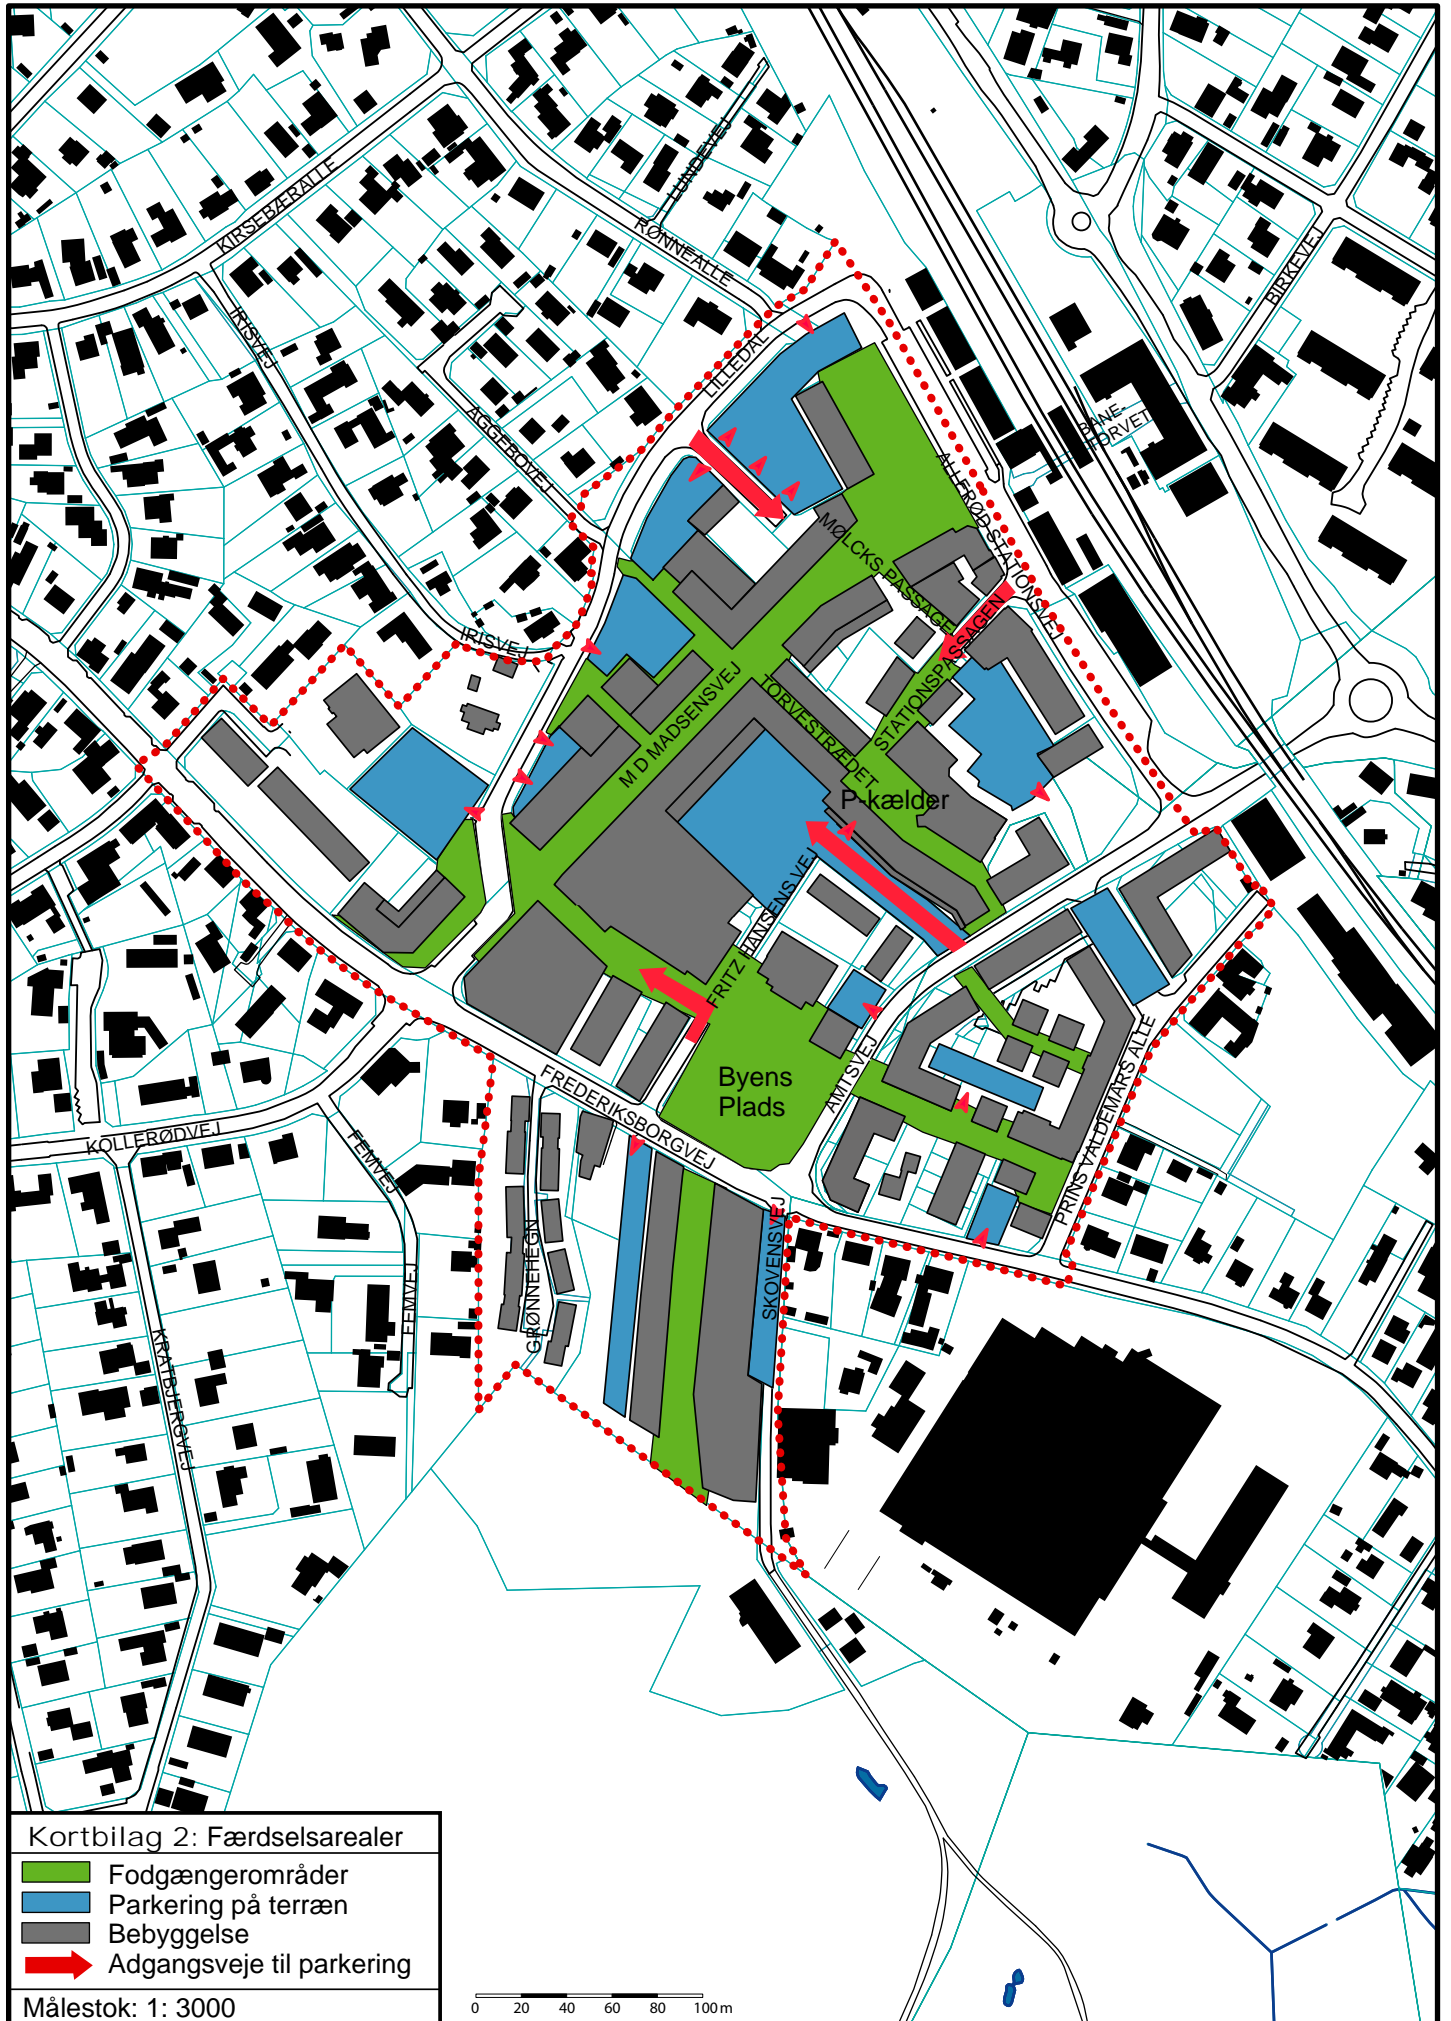 LUNDEVEJ
KIRSEBÆRALLE
RØNNEALLE
BIRKEVEJ
IRISVEJ
LILLEDAL
AGGEBOVEJ
BANE-
TORVET
ALLERØD STATIONSVEJ
MØLCKS PASSAGE
STATIONSPASSAGEN
IRISVEJ
M D MADSENSVEJ
TORVESTRÆDET
P-kælder
FRITZ HANSENS VEJ
Byens
Plads
AMTSVEJ
PRINS VALDEMARS ALLE
FREDERIKSBORGVEJ
KOLLERØDVEJ
FEMVEJ
FEMVEJ
GRØNNEHEGN
SKOVENSVEJ
KRATBJERGVEJ
Kortbilag 2: Færdselsarealer
Fodgængerområder
Parkering på terræn
Bebyggelse
Adgangsveje til parkering
Målestok: 1: 3000
0 20 40 60 80 100 m